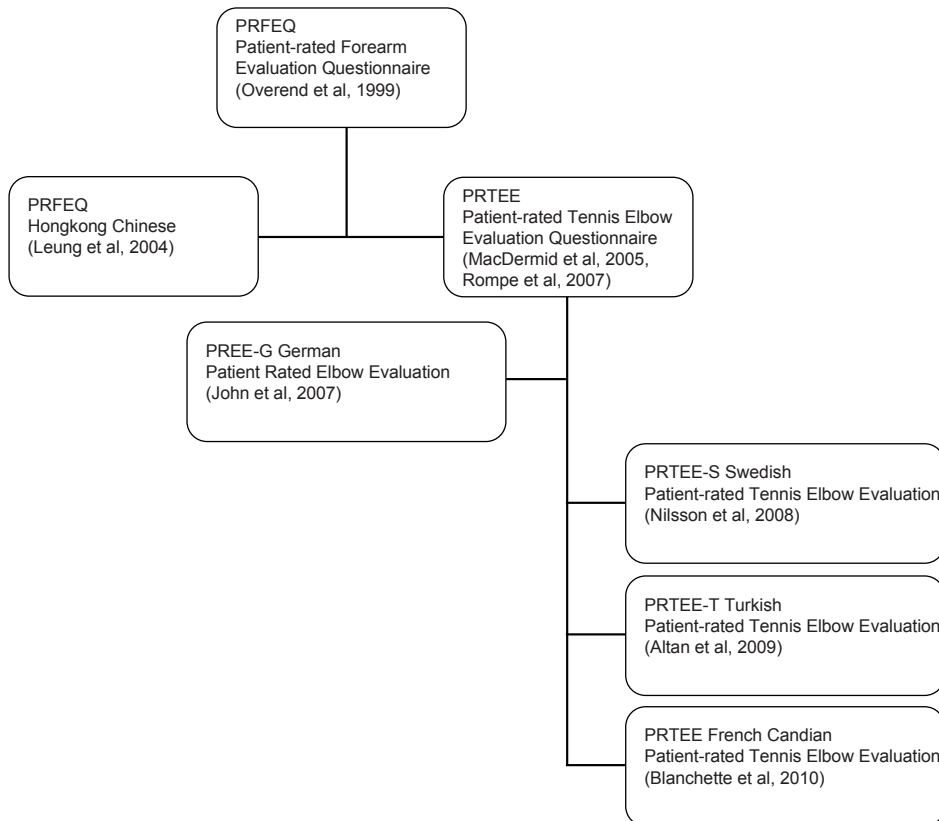 PRFEQ
Patient-rated Forearm
Evaluation Questionnaire
(Overend et al, 1999)
PRFEQ
Hongkong Chinese
(Leung et al, 2004)
PRTEE
Patient-rated Tennis Elbow
Evaluation Questionnaire
(MacDermid et al, 2005,
Rompe et al, 2007)
PREE-G German
Patient Rated Elbow Evaluation
(John et al, 2007)
PRTEE-S Swedish
Patient-rated Tennis Elbow Evaluation
(Nilsson et al, 2008)
PRTEE-T Turkish
Patient-rated Tennis Elbow Evaluation
(Altan et al, 2009)
PRTEE French Candian
Patient-rated Tennis Elbow Evaluation
(Blanchette et al, 2010)